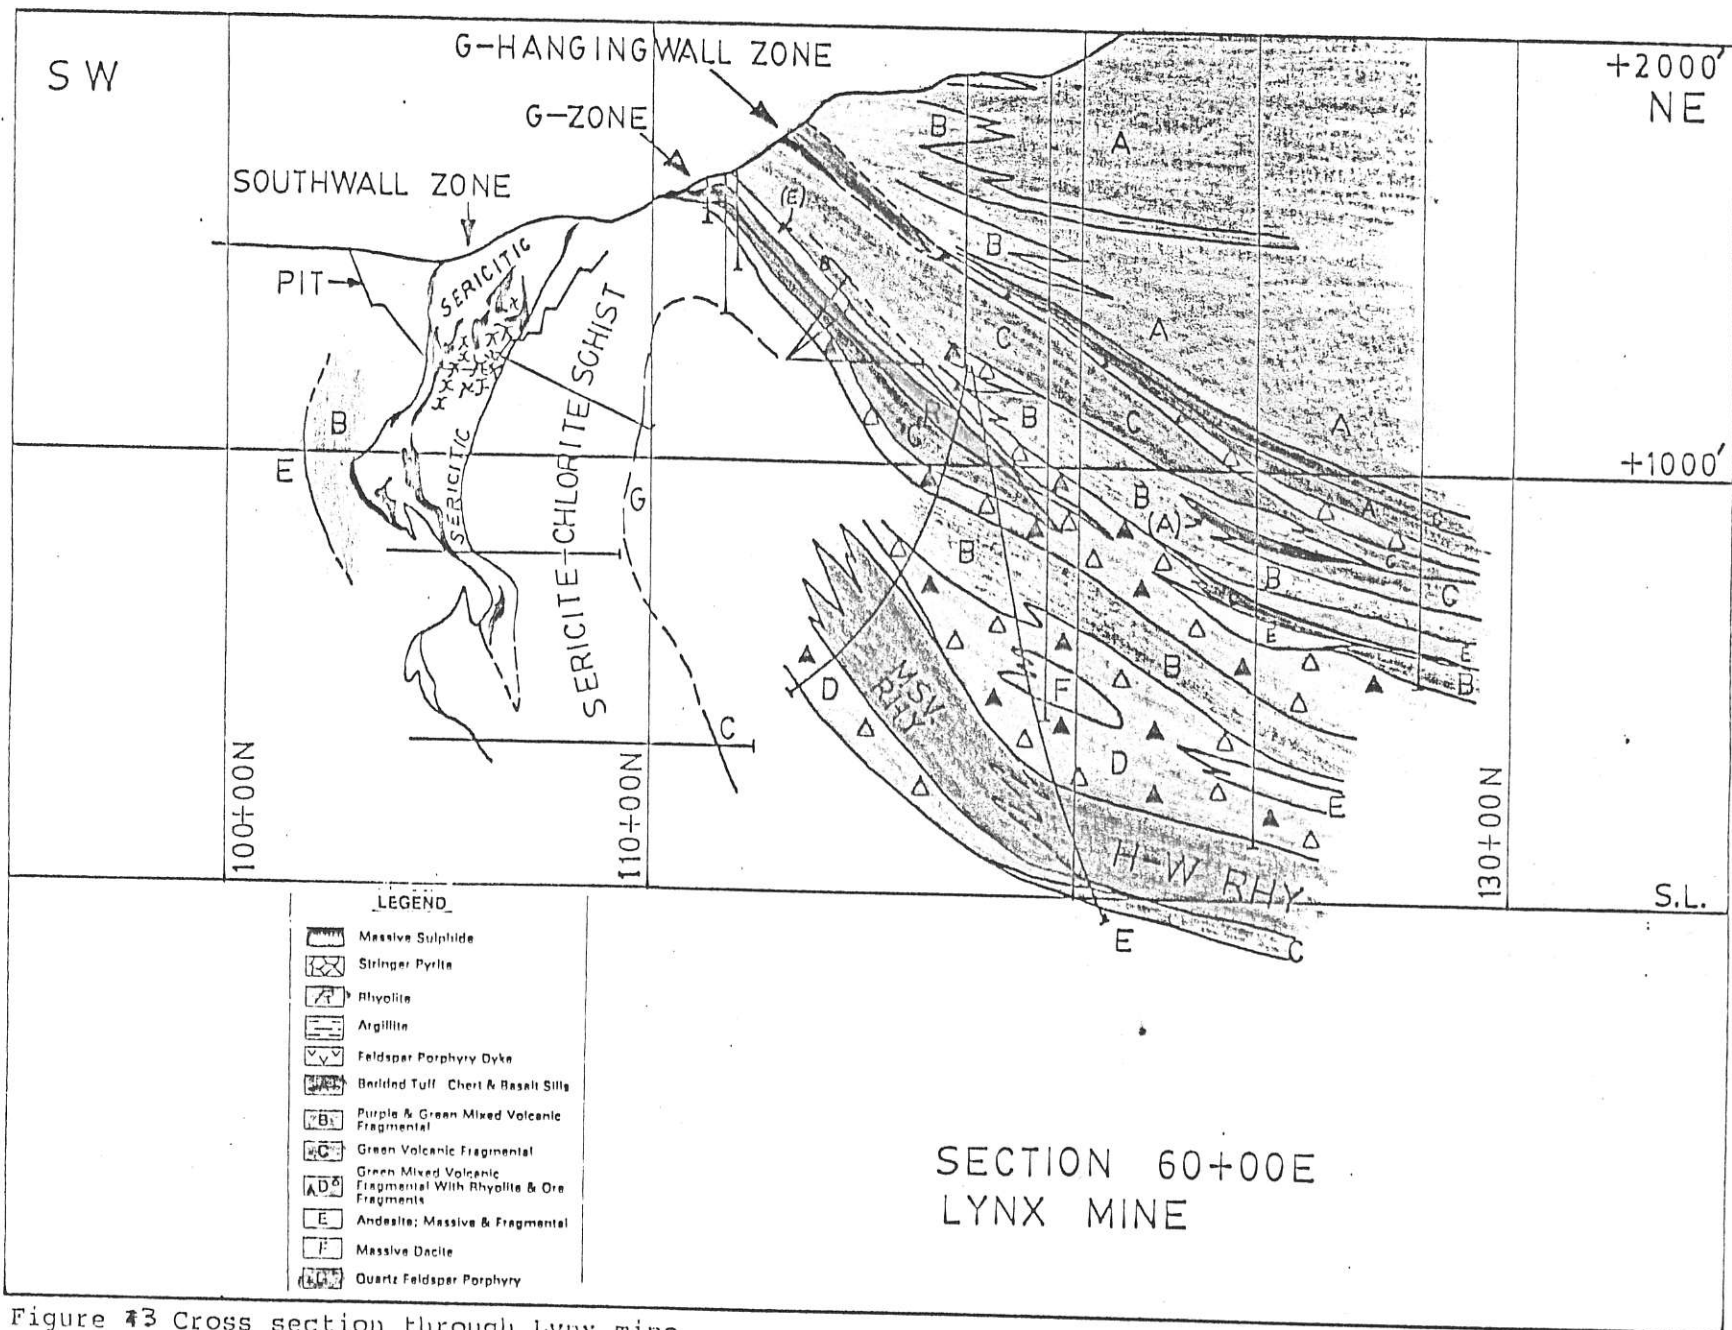 SW
G-HANGINGWALL ZONE
+2000'
NE
G-ZONE
SOUTHWALL ZONE
PIT
SERICITIC
SERICITIC
SERICITE-CHLORITE SCHIST
(E)
B
A
B
A
C
C
A
B
R
C
B
E
G
+1000'
B
(A)
A
C
B
C
B
E
E
B
B
D
MSV.
RHY
F
D
C
E
H-W RHY
100+00N
110+00N
130+00N
S.L.
E
C
LEGEND
Massive Sulphide
Stringer Pyrite
Rhyolite
Argillite
Feldspar Porphyry Dyke
Banded Tuff Chert & Basalt Sills
B Purple & Green Mixed Volcanic
Fragmental
C Green Volcanic Fragmental
Green Mixed Volcanic
D Fragmental With Rhyolite & Ore
Fragments
E Andesite; Massive & Fragmental
F Massive Dacite
G Quartz Feldspar Porphyry
SECTION 60+00E
LYNX MINE
Figure #3 Cross section through Lynx mine